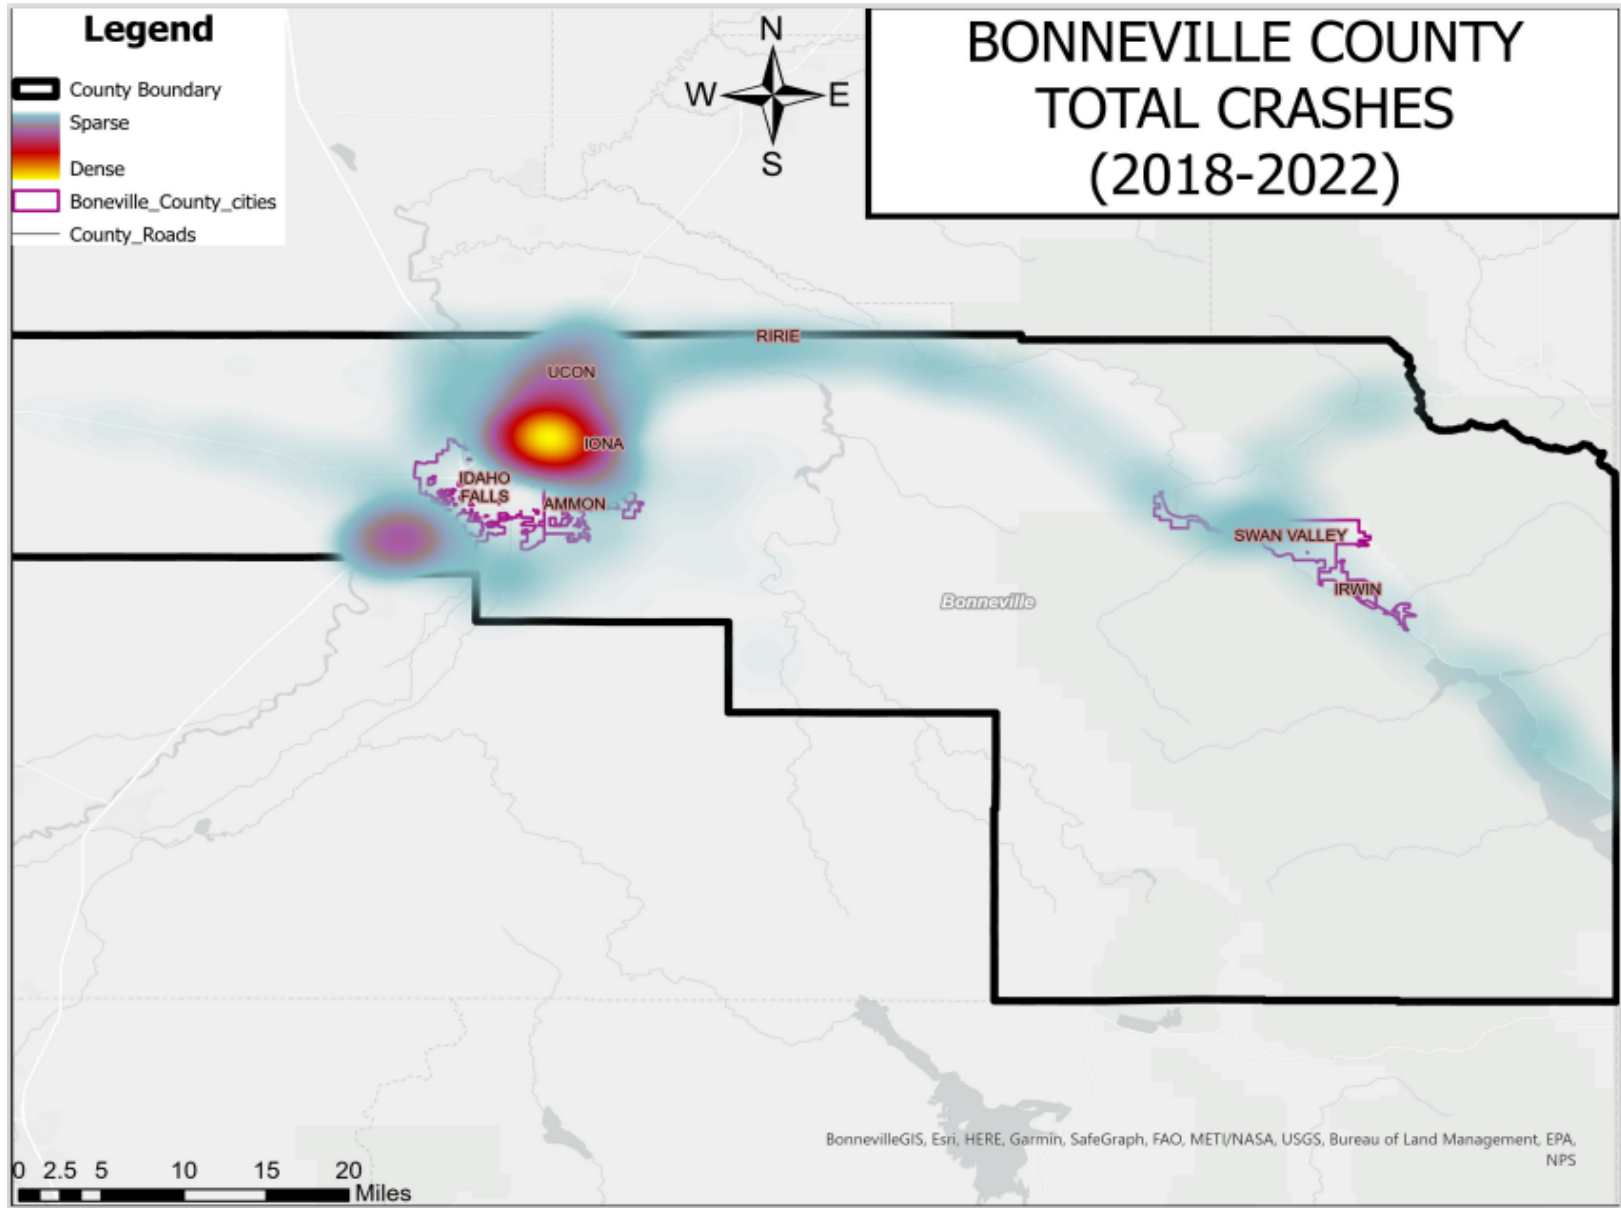 Legend
County Boundary
Sparse
Dense
Boneville_County_cities
County_Roads
N
W
E
S
BONNEVILLE COUNTY
TOTAL CRASHES
(2018-2022)
RIRIE
UCON
IONA
IDAHO
FALLS
AMMON
SWAN VALLEY
IRWIN
Bonneville
BonnevilleGIS, Esri, HERE, Garmin, SafeGraph, FAO, METI/NASA, USGS, Bureau of Land Management, EPA,
NPS
0 2.5 5 10 15 20
Miles